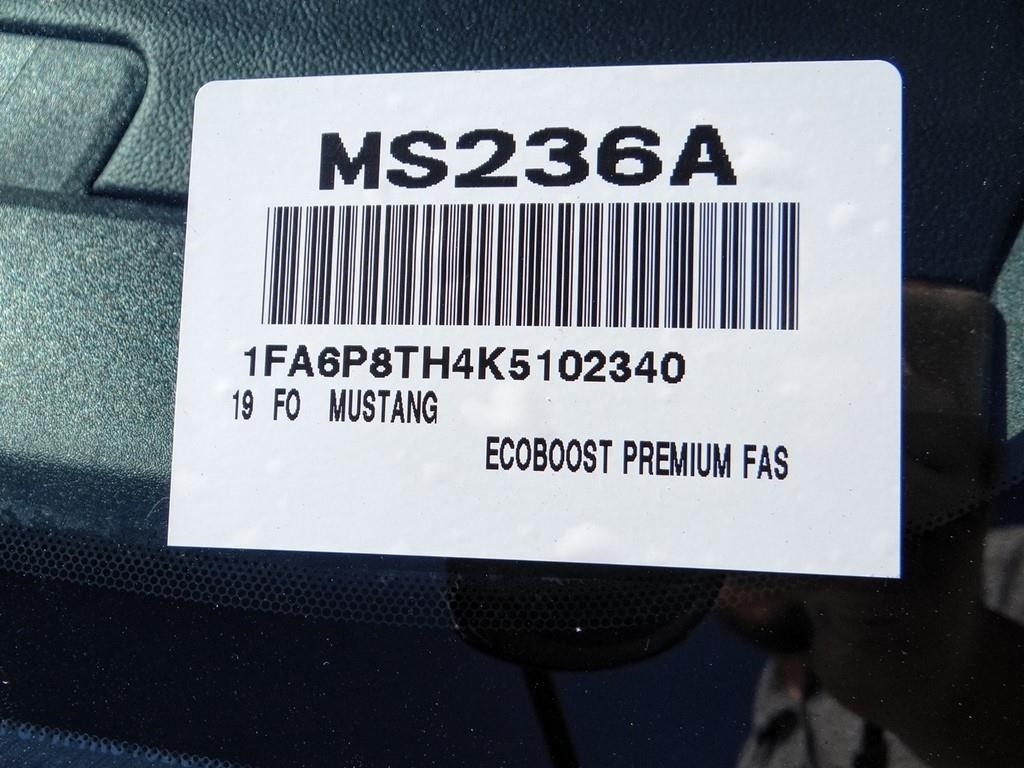 MS236A
1FA6P8TH4K5102340
19 FO MUSTANG
ECOBOOST PREMIUM FAS